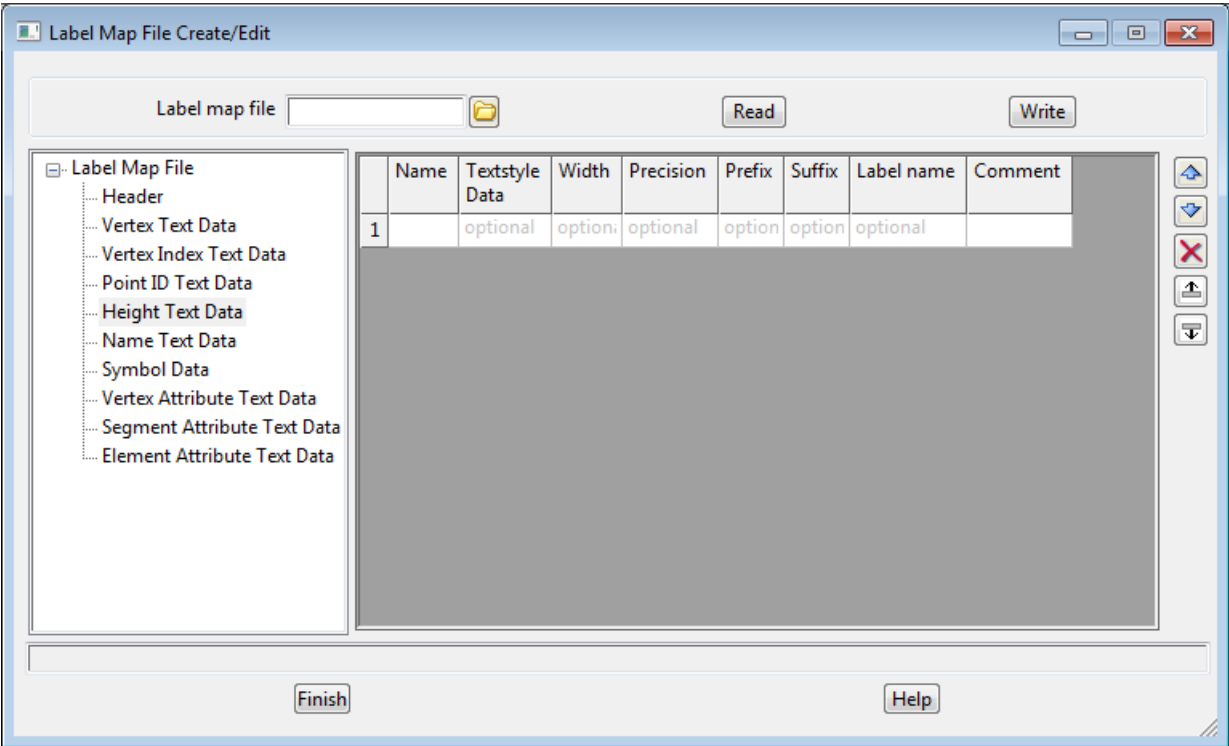 Label Map File Create/Edit
Label map file
Read
Write
Label Map File
Header
Vertex Text Data
Vertex Index Text Data
Point ID Text Data
Height Text Data
Name Text Data
Symbol Data
Vertex Attribute Text Data
Segment Attribute Text Data
Element Attribute Text Data
Name Textstyle Width Precision Prefix Suffix Label name Comment
Data
1 optional option optional option option optional
Finish
Help